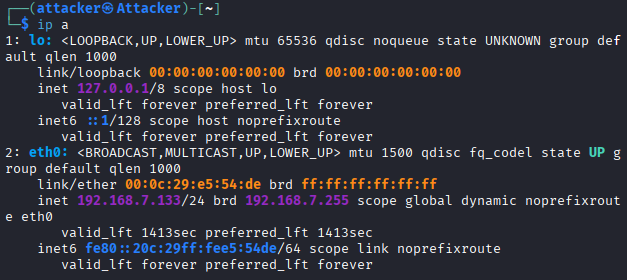 ┌──(attacker㉿Attacker)-[~]
└─$ ip a
1: lo: <LOOPBACK,UP,LOWER_UP> mtu 65536 qdisc noqueue state UNKNOWN group def
ault qlen 1000
    link/loopback 00:00:00:00:00:00 brd 00:00:00:00:00:00
    inet 127.0.0.1/8 scope host lo
       valid_lft forever preferred_lft forever
    inet6 ::1/128 scope host noprefixroute
       valid_lft forever preferred_lft forever
2: eth0: <BROADCAST,MULTICAST,UP,LOWER_UP> mtu 1500 qdisc fq_codel state UP g
roup default qlen 1000
    link/ether 00:0c:29:e5:54:de brd ff:ff:ff:ff:ff:ff
    inet 192.168.7.133/24 brd 192.168.7.255 scope global dynamic noprefixrout
e eth0
       valid_lft 1413sec preferred_lft 1413sec
    inet6 fe80::20c:29ff:fee5:54de/64 scope link noprefixroute
       valid_lft forever preferred_lft forever